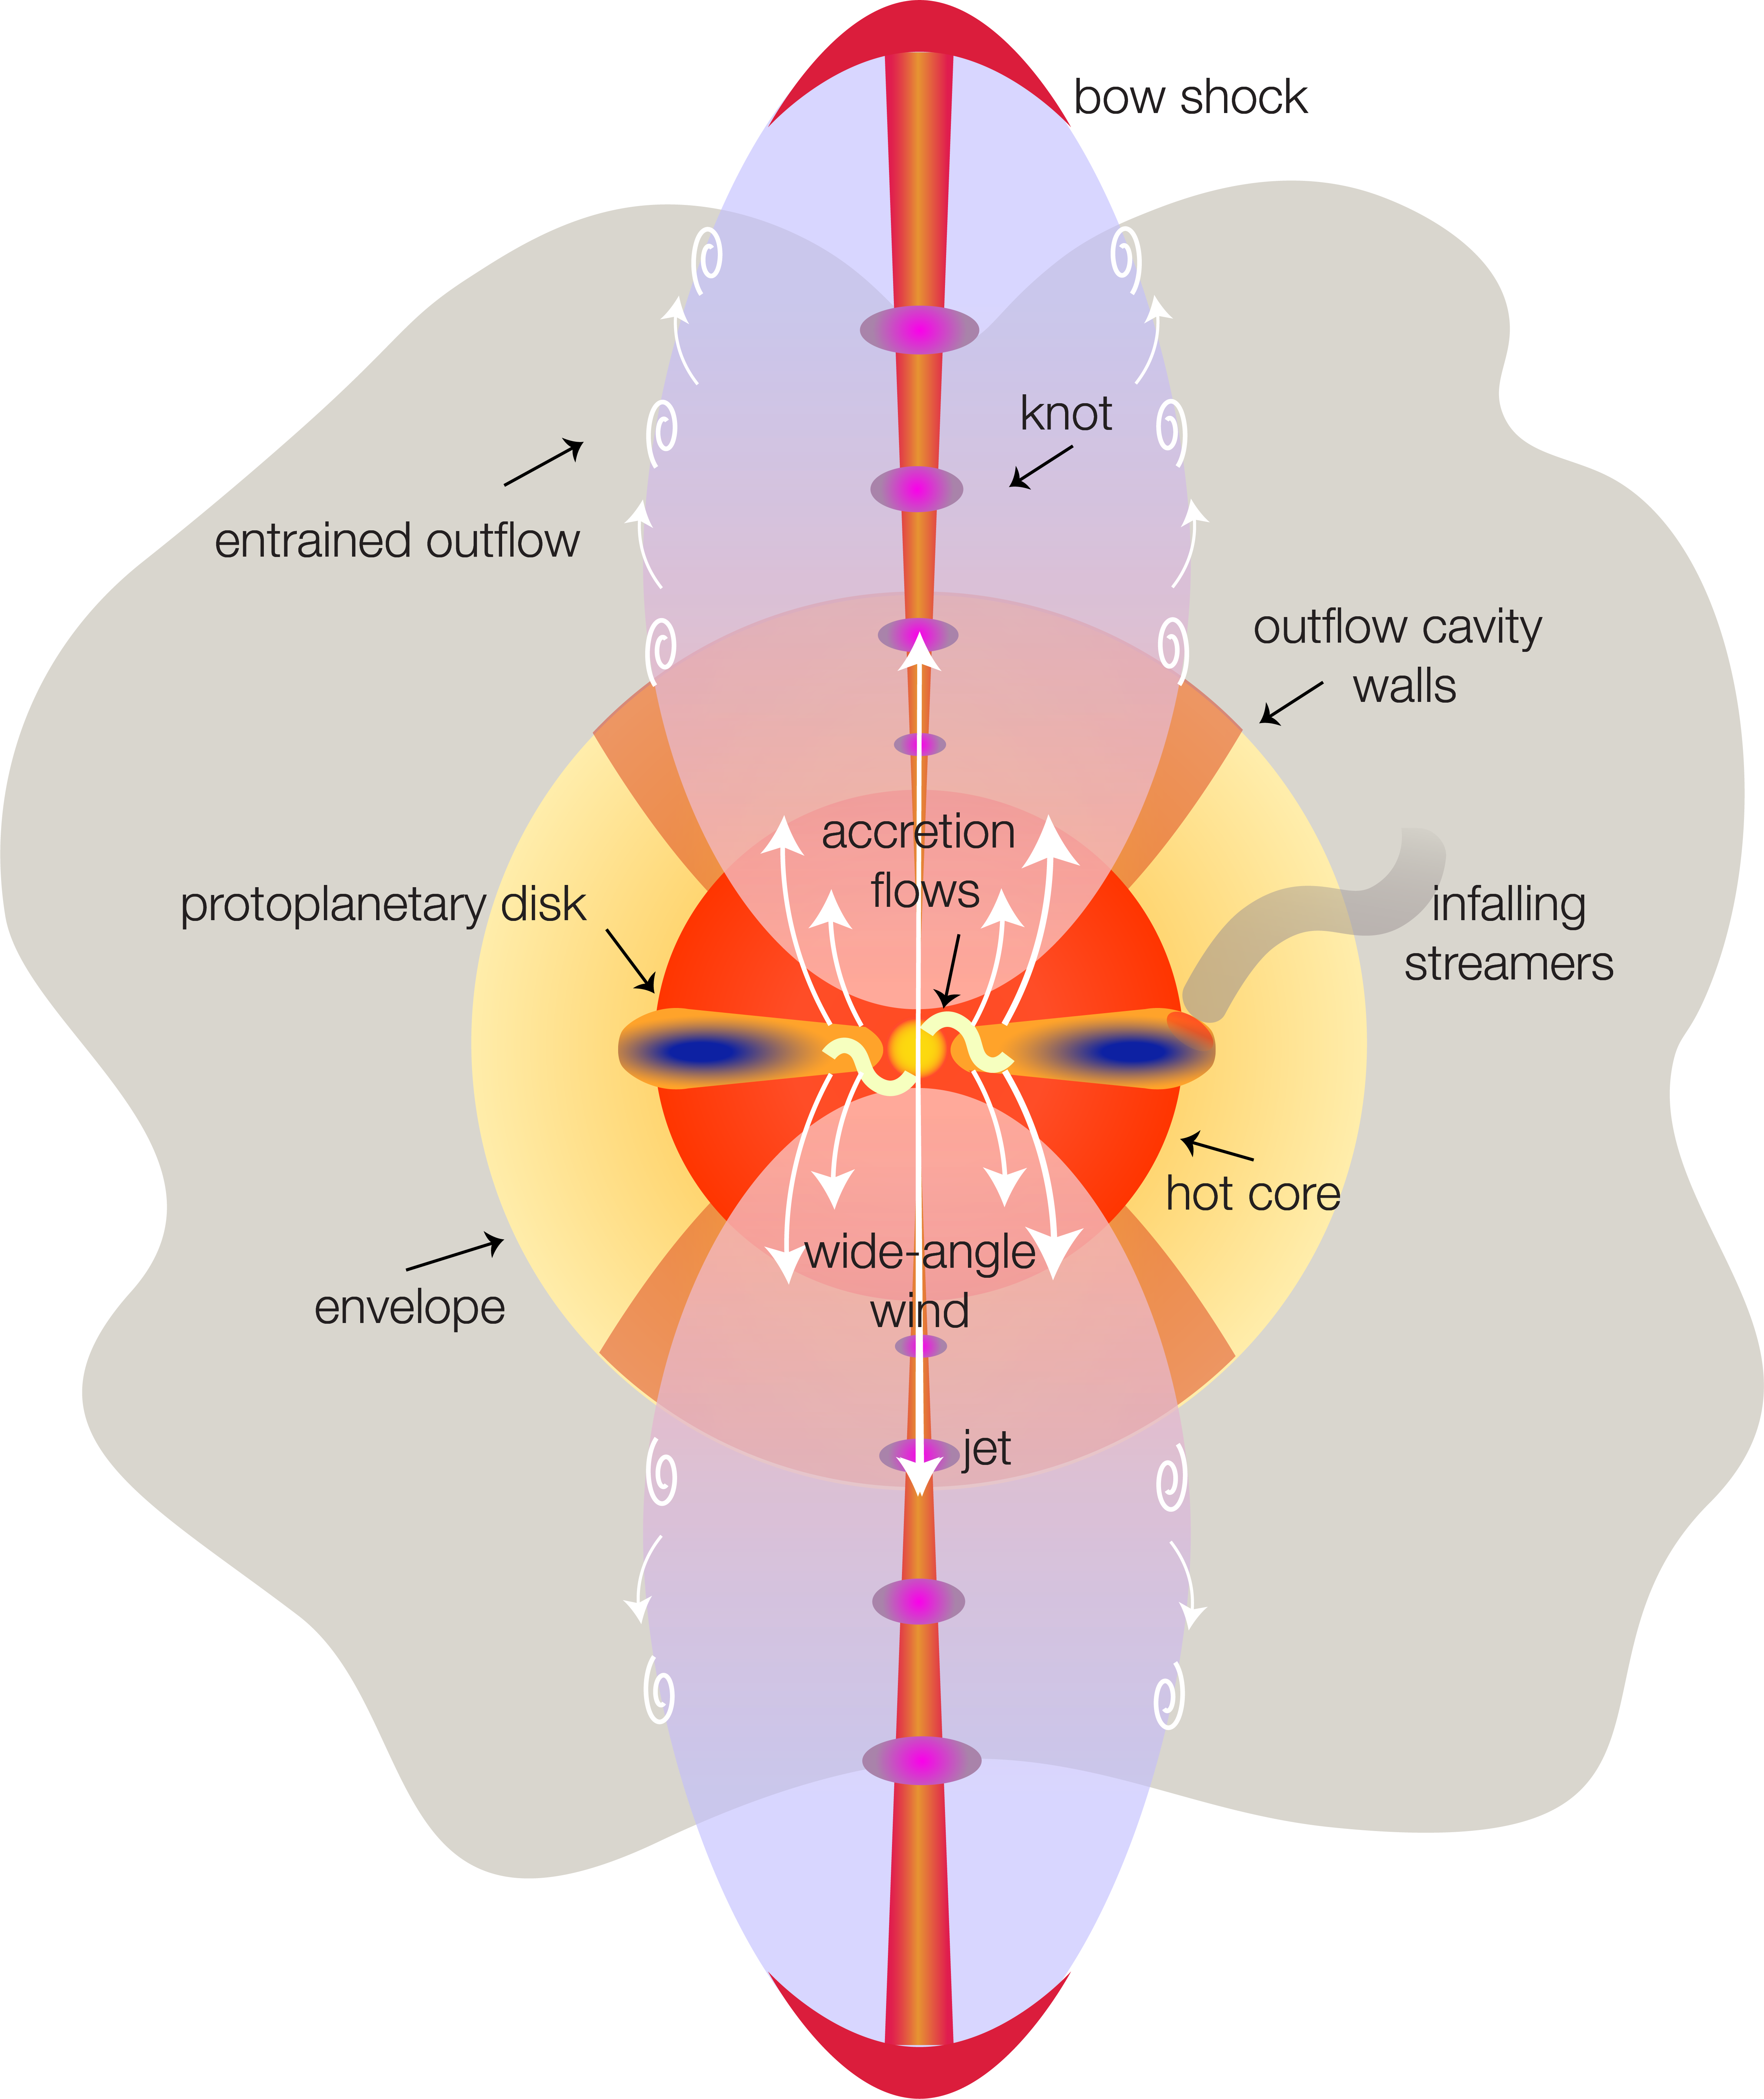 bow shock
knot
entrained outflow
outflow cavity
walls
accretion
flows
protoplanetary disk
infalling
streamers
hot core
wide-angle
wind
envelope
jet